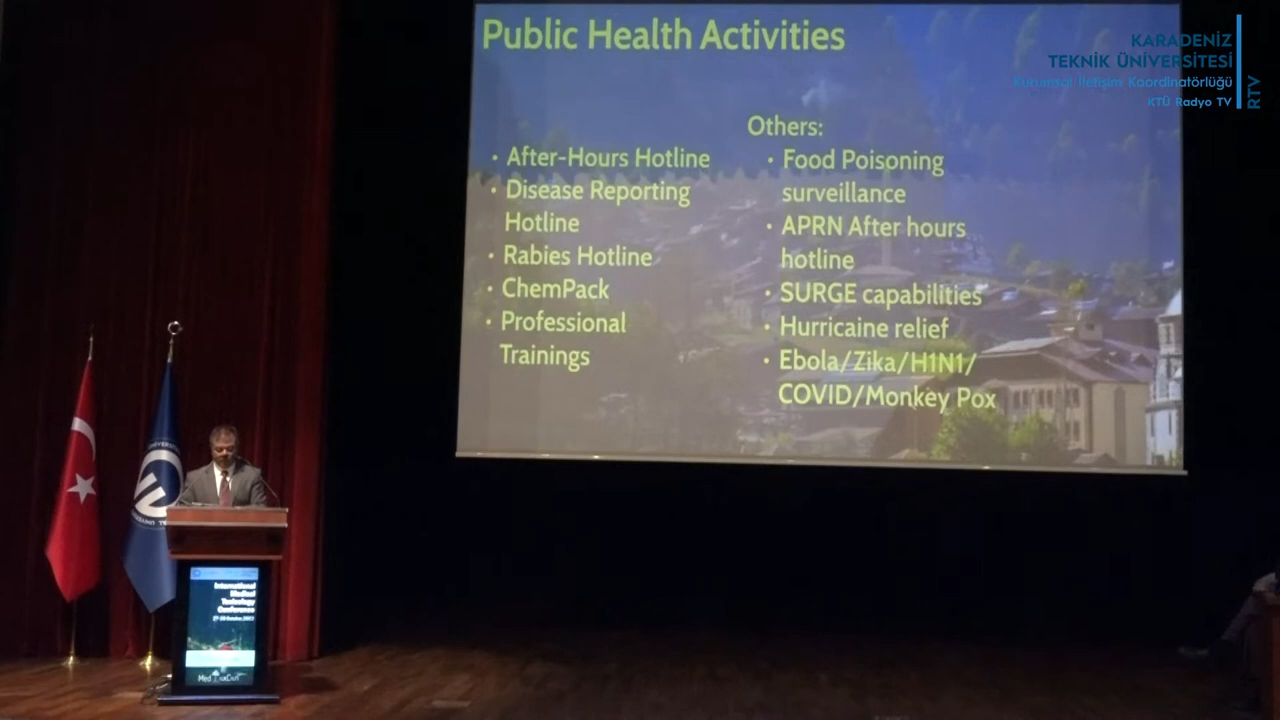 Public Health Activities
• After-Hours Hotline
• Disease Reporting
Hotline
• Rabies Hotline
• ChemPack
• Professional
Trainings
Others:
• Food Poisoning
surveillance
• APRN After hours
hotline
• SURGE capabilities
• Hurricaine relief
• Ebola/Zika/H1N1/
COVID/Monkey Pox
KARADENİZ
TEKNİK ÜNİVERSİTESİ
Kurumsal İletişim Koordinatörlüğü
KTÜ Radyo TV
RTV
International
Medical
Toxicology
Conference